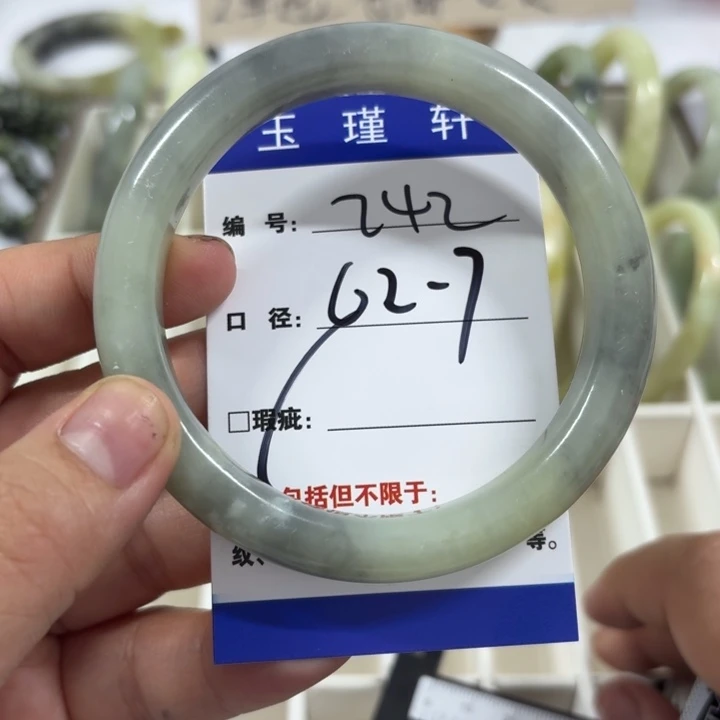 玉瑾轩
编 号: 242
口 径: 62-7
□瑕疵:
包括但不限于:
纹、 等。